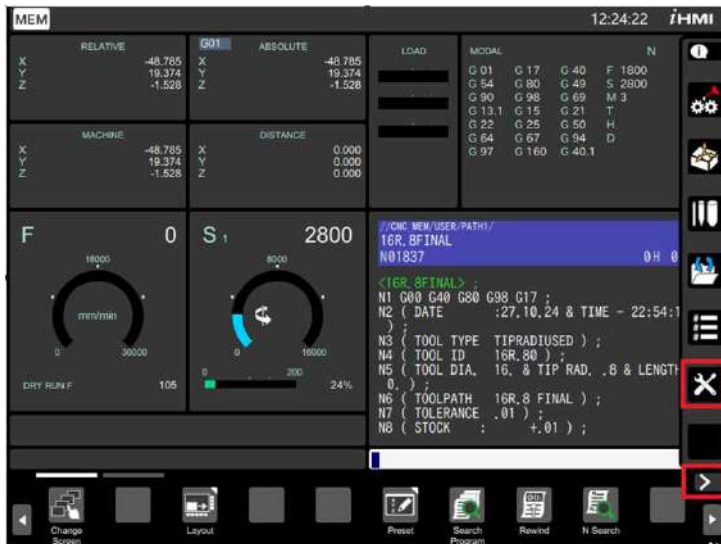 MEM 12:24:22 iHMI
RELATIVE
X -48.785
Y 19.374
Z -1.528
G01 ABSOLUTE
X -48.785
Y 19.374
Z -1.528
LOAD
MODAL N
G 01 G 17 G 40 F 1800
G 54 G 80 G 49 S 2800
G 90 G 98 G 69 M 3
G 13.1 G 15 G 21 T
G 22 G 25 G 50 H
G 64 G 67 G 94 D
G 97 G 160 G 40.1
MACHINE
X -48.785
Y 19.374
Z -1.528
DISTANCE
X 0.000
Y 0.000
Z 0.000
F 0
18000
mm/min
0 30000
DRY RUN F 105
S 1 2800
8000
0 16000
0 200
24%
//CNC_MEM/USER/PATH1/
16R.8FINAL
N01837 0H 0
<16R.8FINAL> ;
N1 G00 G40 G80 G98 G17 ;
N2 ( DATE :27.10.24 & TIME - 22:54:1
) ;
N3 ( TOOL TYPE TIPRADIUSED ) ;
N4 ( TOOL ID 16R.80 ) ;
N5 ( TOOL DIA. 16. & TIP RAD. .8 & LENGTH
0. ) ;
N6 ( TOOLPATH 16R.8 FINAL ) ;
N7 ( TOLERANCE .01 ) ;
N8 ( STOCK : +.01 ) ;
Change
Screen
Layout
Preset
Search
Program
Rewind
N Search